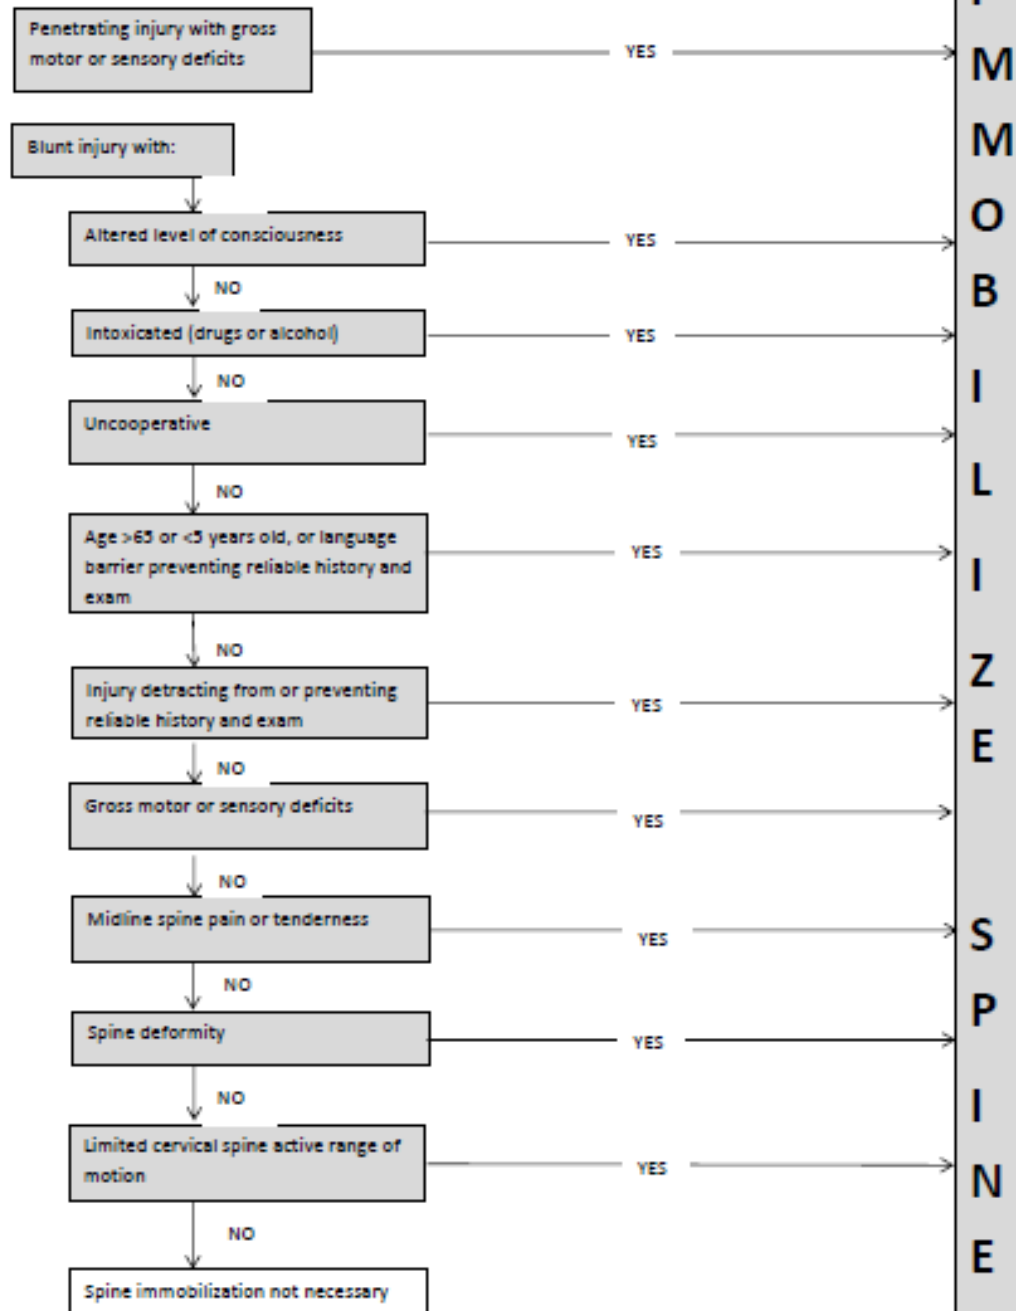 Penetrating injury with gross
motor or sensory deficits
YES
Blunt injury with:
Altered level of consciousness
YES
NO
Intoxicated (drugs or alcohol)
YES
NO
Uncooperative
YES
NO
Age >65 or <5 years old, or language
barrier preventing reliable history and
exam
YES
NO
Injury detracting from or preventing
reliable history and exam
YES
NO
Gross motor or sensory deficits
YES
NO
Midline spine pain or tenderness
YES
NO
Spine deformity
YES
NO
Limited cervical spine active range of
motion
YES
NO
Spine immobilization not necessary
I
M
M
O
B
I
L
I
Z
E
S
P
I
N
E